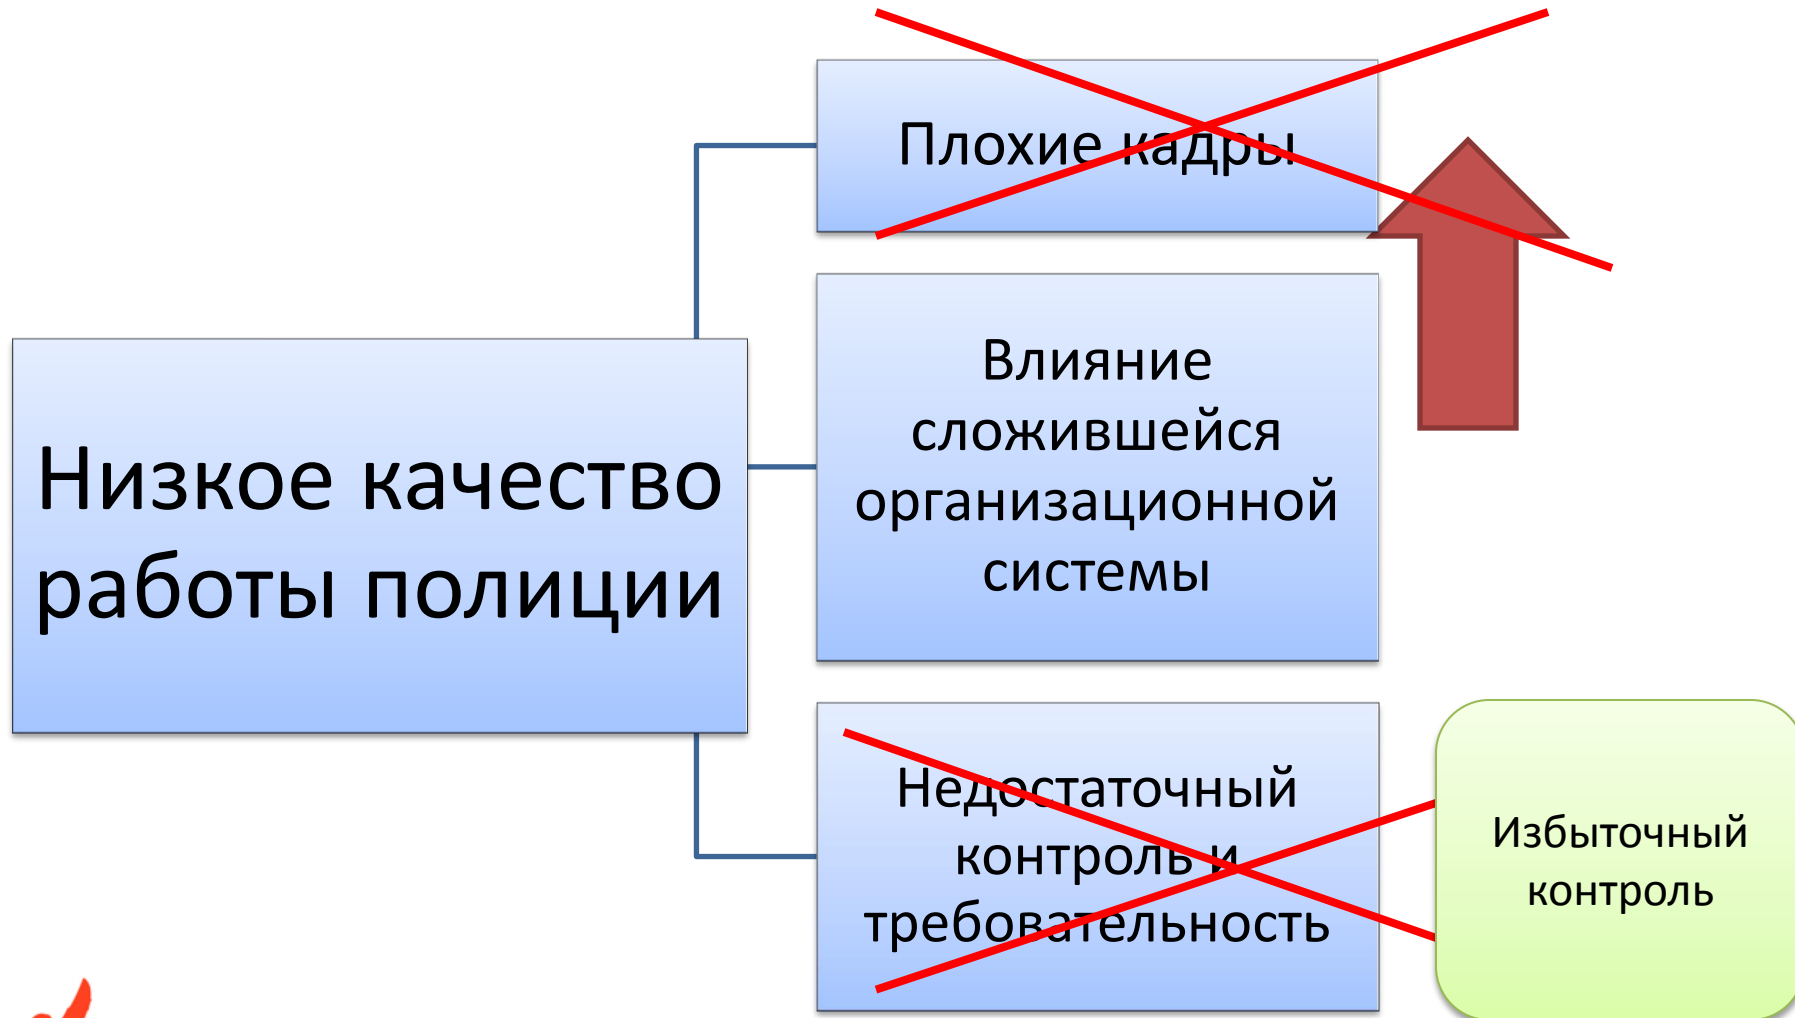 Плохие кадры
Низкое качество
работы полиции
Влияние
сложившейся
организационной
системы
Недостаточный
контроль и
требовательность
Избыточный
контроль